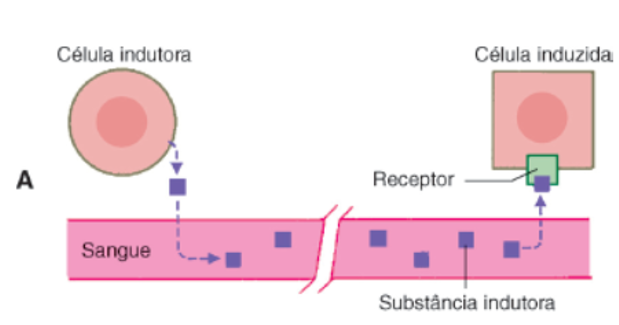 Célula indutora
Célula induzida
A
Receptor
Sangue
Substância indutora